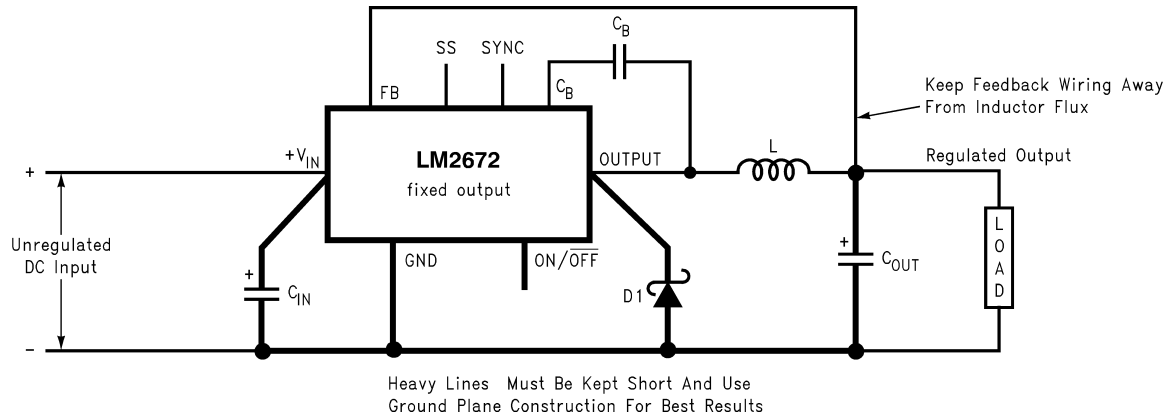 C_B
SS SYNC
FB
C_B
Keep Feedback Wiring Away
From Inductor Flux
+V_IN
LM2672
fixed output
OUTPUT
L
Regulated Output
+
Unregulated
DC Input
+
C_IN
GND
ON/O̅F̅F̅
D1
+
C_OUT
LOAD
−
Heavy Lines Must Be Kept Short And Use
Ground Plane Construction For Best Results